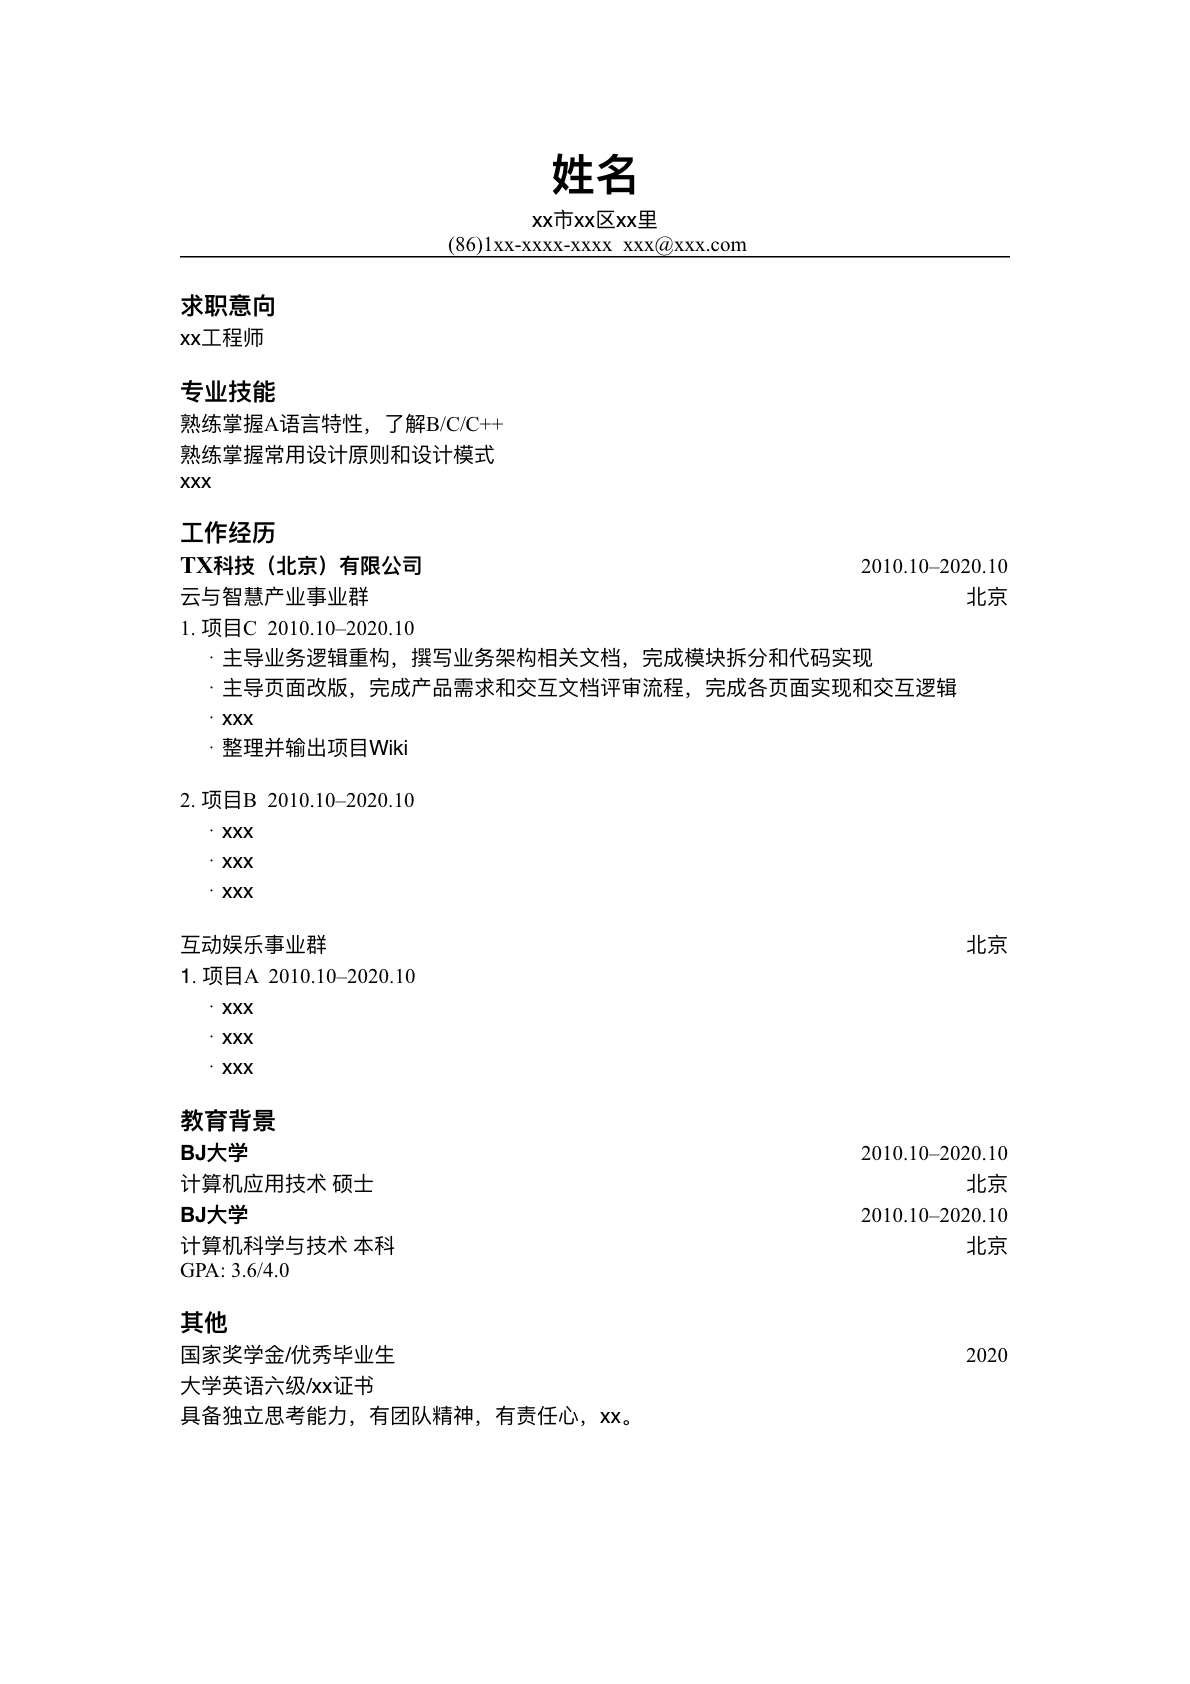 姓名
xx市xx区xx里
(86)1xx-xxxx-xxxx  xxx@xxx.com
求职意向
xx工程师
专业技能
熟练掌握A语言特性，了解B/C/C++
熟练掌握常用设计原则和设计模式
xxx
工作经历
TX科技（北京）有限公司 2010.10–2020.10
云与智慧产业事业群 北京
1. 项目C  2010.10–2020.10
· 主导业务逻辑重构，撰写业务架构相关文档，完成模块拆分和代码实现
· 主导页面改版，完成产品需求和交互文档评审流程，完成各页面实现和交互逻辑
· xxx
· 整理并输出项目Wiki
2. 项目B  2010.10–2020.10
· xxx
· xxx
· xxx
互动娱乐事业群 北京
1. 项目A  2010.10–2020.10
· xxx
· xxx
· xxx
教育背景
BJ大学 2010.10–2020.10
计算机应用技术 硕士 北京
BJ大学 2010.10–2020.10
计算机科学与技术 本科 北京
GPA: 3.6/4.0
其他
国家奖学金/优秀毕业生 2020
大学英语六级/xx证书
具备独立思考能力，有团队精神，有责任心，xx。